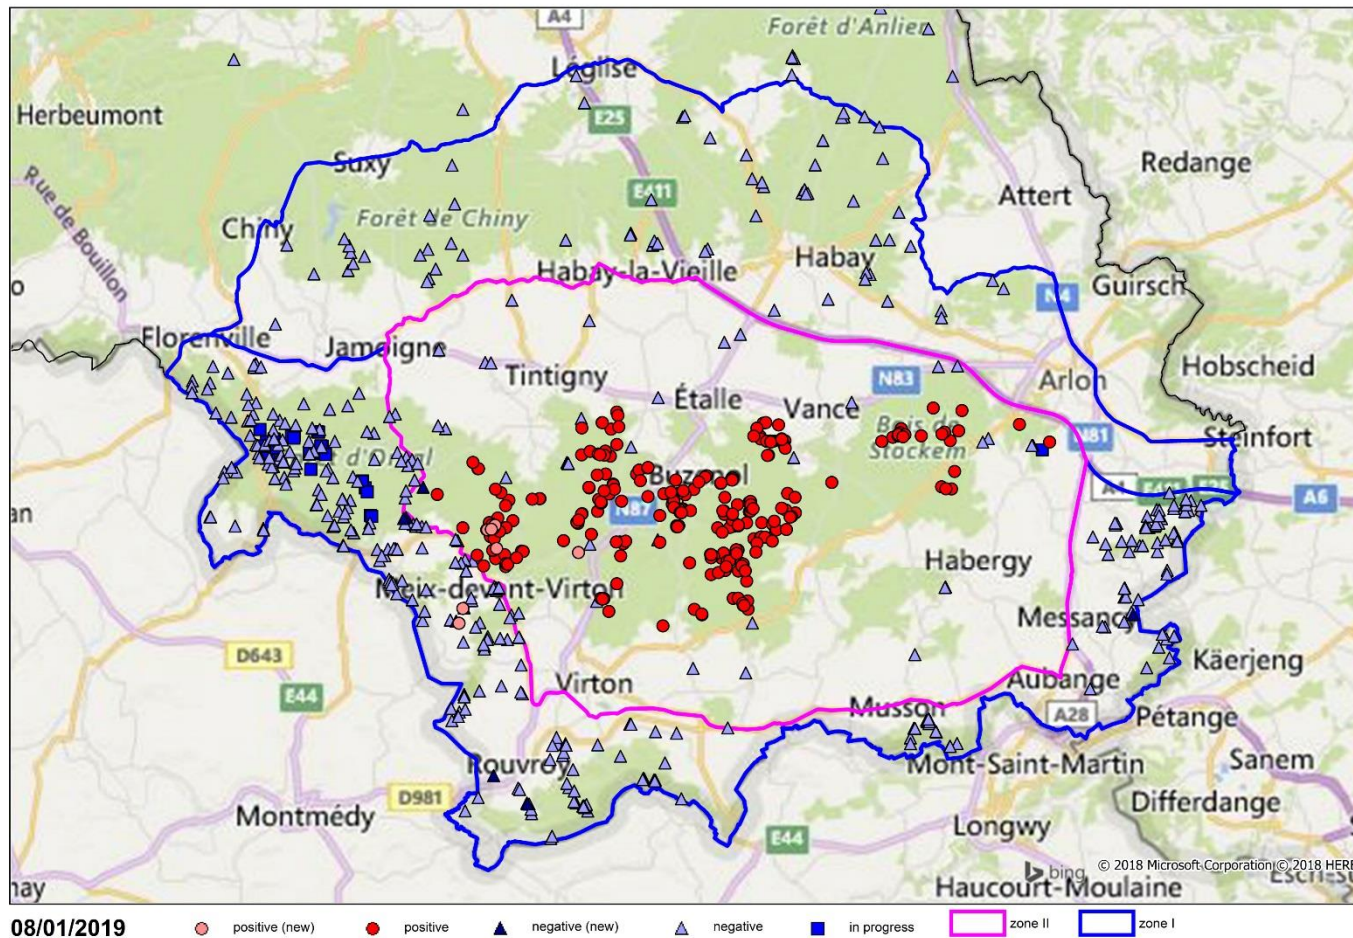 A4
Forêt d'Anlier
Léglise
Herbeumont
E25
Suxy
Redange
E411
Attert
Rue de Bouillon
Chiny
Forêt de Chiny
Habay-la-Vieille
Habay
Guirsch
N4
Florenville
Jamoigne
Hobscheid
Tintigny
N83
Arlon
Étalle
Vance
Bois de
Stockem
N81
Steinfort
d'Orval
Buzenol
A6
N87
Habergy
Meix-devant-Virton
Messancy
D643
Käerjeng
E44
Virton
Aubange
Musson
A28
Pétange
Rouvroy
Mont-Saint-Martin
Sanem
D981
Differdange
Montmédy
Longwy
E44
bing
© 2018 Microsoft Corporation © 2018 HERE
Haucourt-Moulaine
08/01/2019 positive (new) positive negative (new) negative in progress zone II zone I